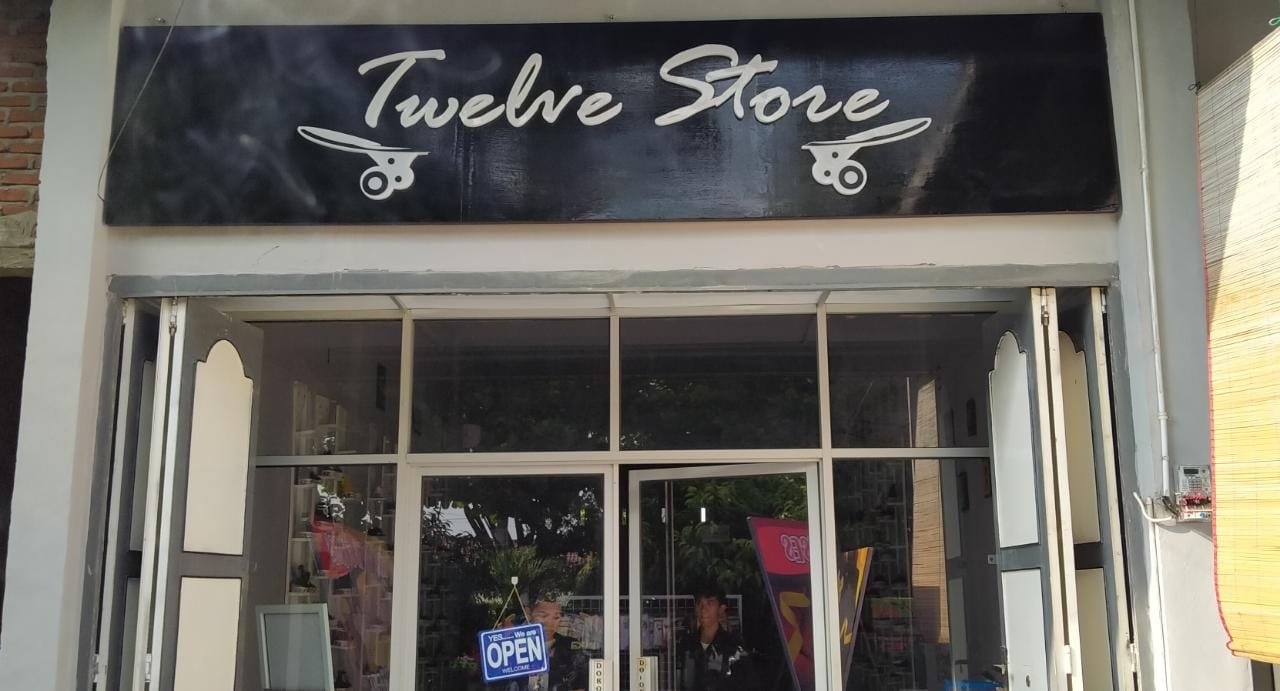 Twelve Store
YES...... We are
OPEN
WELCOME